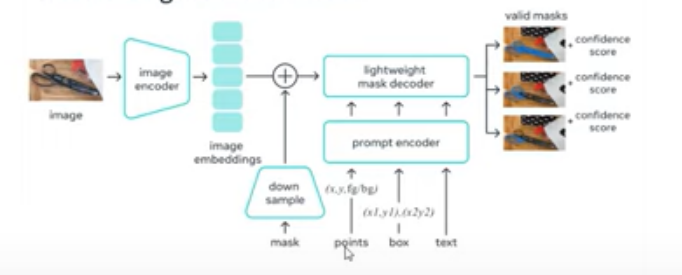 valid masks
image
encoder
lightweight
mask decoder
, confidence
score
, confidence
score
, confidence
score
image
image
embeddings
prompt encoder
down
sample
(x,y,fg/bg)
(x1,y1),(x2y2)
mask
points
box
text